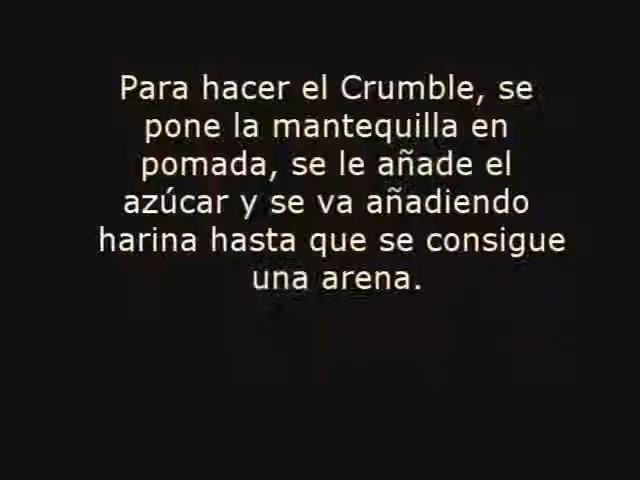 Para hacer el Crumble, se
pone la mantequilla en
pomada, se le añade el
azúcar y se va añadiendo
harina hasta que se consigue
una arena.